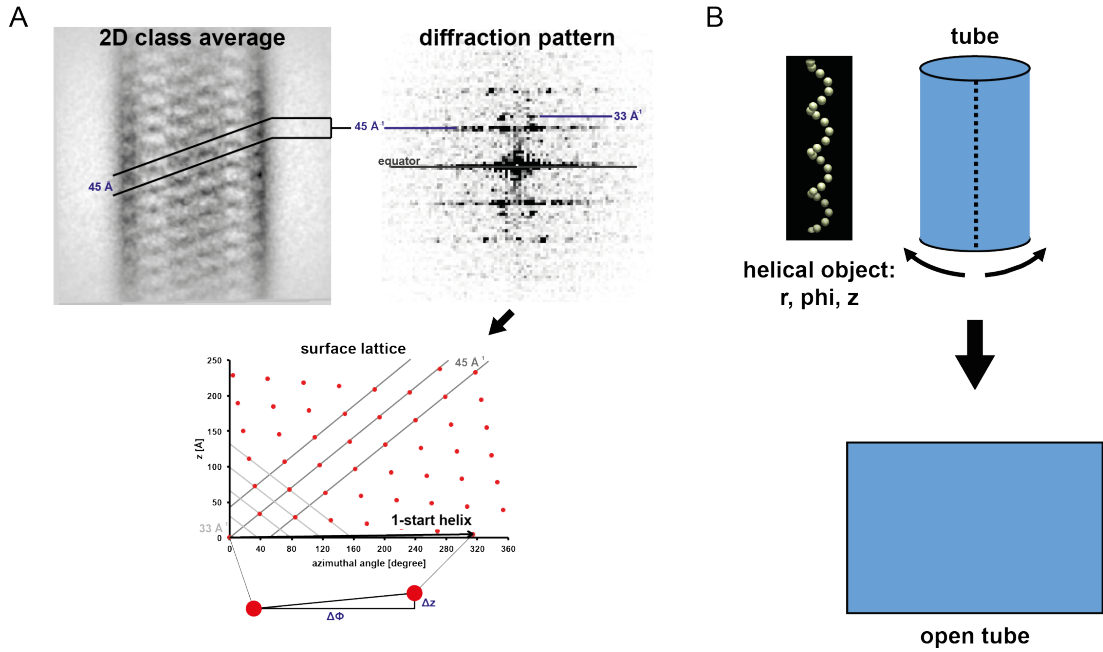 A
2D class average
diffraction pattern
45 Å
45 Å⁻¹
33 Å⁻¹
equator
surface lattice
45 Å⁻¹
z [Å]
250
200
150
100
50
0
33 Å⁻¹
1-start helix
0 40 80 120 160 200 240 280 320 360
azimuthal angle [degree]
Δz
ΔΦ
B
tube
helical object:
r, phi, z
open tube